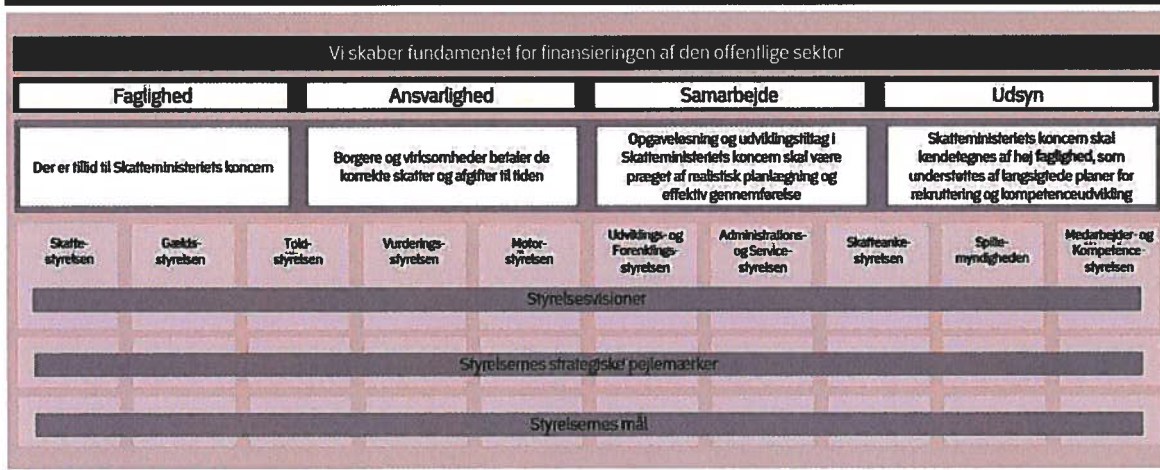 Vi skaber fundamentet for finansieringen af den offentlige sektor
Faglighed
Ansvarlighed
Samarbejde
Udsyn
Der er tillid til Skatteministeriets koncern
Borgere og virksomheder betaler de
korrekte skatter og afgifter til tiden
Opgaveløsning og udviklingstiltag i
Skatteministeriets koncern skal være
præget af realistisk planlægning og
effektiv gennemførelse
Skatteministeriets koncern skal
kendetegnes af høj faglighed, som
understøttes af langsigtede planer for
rekruttering og kompetenceudvikling
Skatte-
styrelsen
Gælds-
styrelsen
Told-
styrelsen
Vurderings-
styrelsen
Motor-
styrelsen
Udviklings- og
Forenklings-
styrelsen
Administrations-
og Service-
styrelsen
Skatteanke-
styrelsen
Spille-
myndigheden
Medarbejder- og
Kompetence-
styrelsen
Styrelsesvisioner
Styrelsernes strategiske pejlemærker
Styrelsernes mål